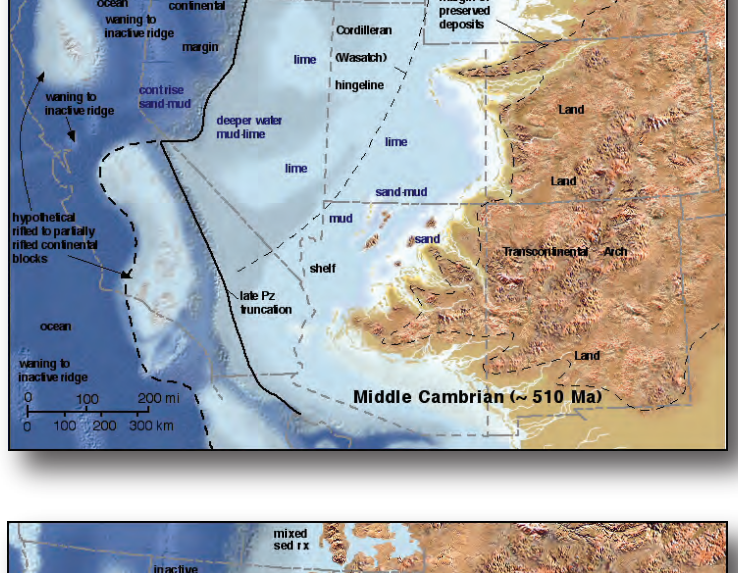 ocean
continental
margin of
preserved
deposits
waning to
inactive ridge
margin
Cordilleran
(Wasatch)
hingeline
lime
cont rise
sand-mud
waning to
inactive ridge
deeper water
mud-lime
Land
lime
lime
Land
sand-mud
hypothetical
rifted to partially
rifted continental
blocks
mud
sand
Transcontinental Arch
shelf
late Pz
truncation
ocean
Land
waning to
inactive ridge
Middle Cambrian (~ 510 Ma)
0 100 200 mi
0 100 200 300 km
mixed
sed rx
inactive